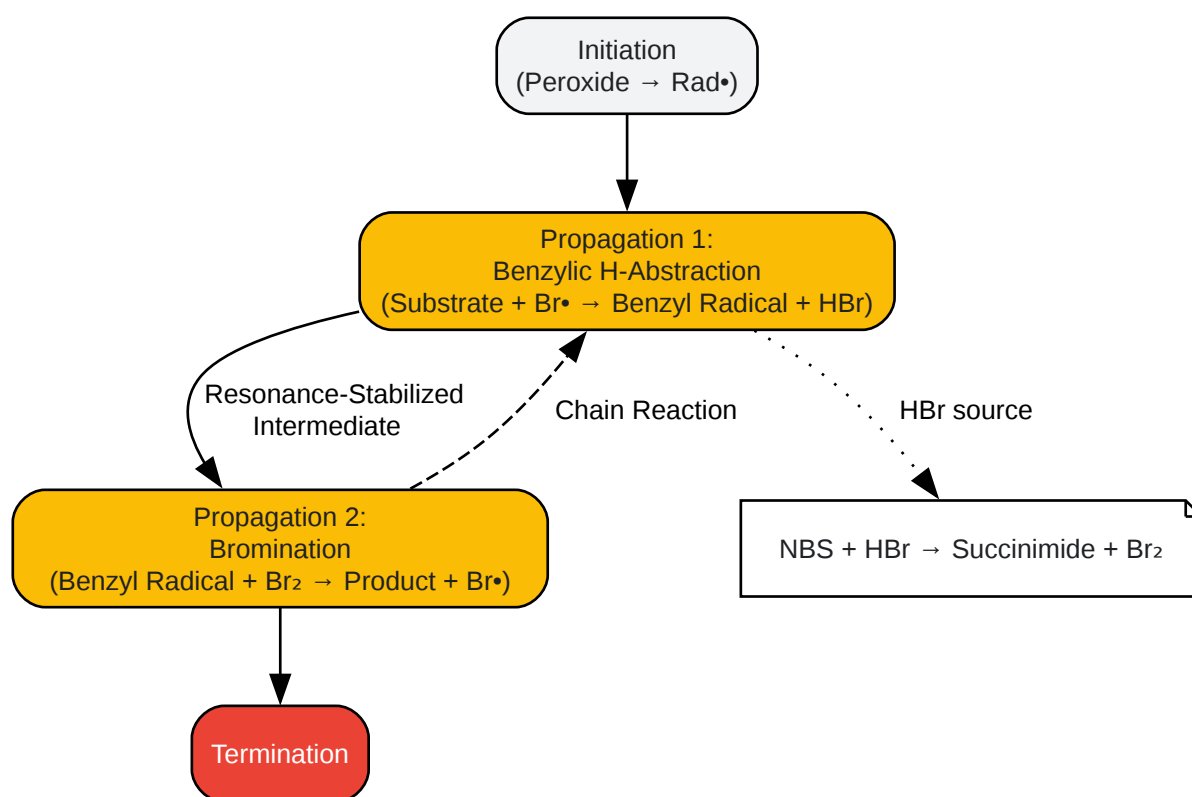 Initiation
(Peroxide → Rad•)
Propagation 1:
Benzylic H-Abstraction
(Substrate + Br• → Benzyl Radical + HBr)
Resonance-Stabilized
Intermediate
Chain Reaction
HBr source
Propagation 2:
Bromination
(Benzyl Radical + Br₂ → Product + Br•)
NBS + HBr → Succinimide + Br₂
Termination